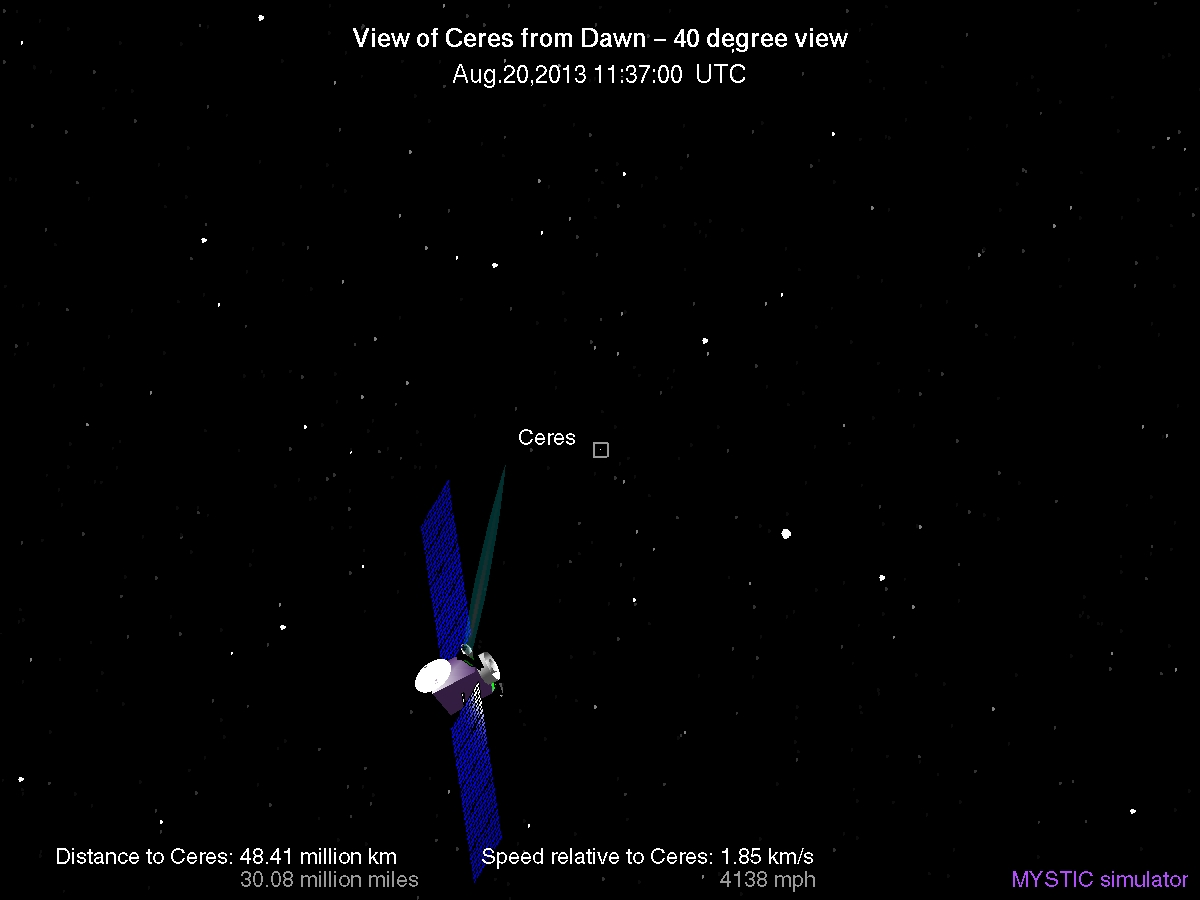 View of Ceres from Dawn – 40 degree view
Aug.20,2013 11:37:00 UTC
Ceres
Distance to Ceres: 48.41 million km
30.08 million miles
Speed relative to Ceres: 1.85 km/s
4138 mph
MYSTIC simulator